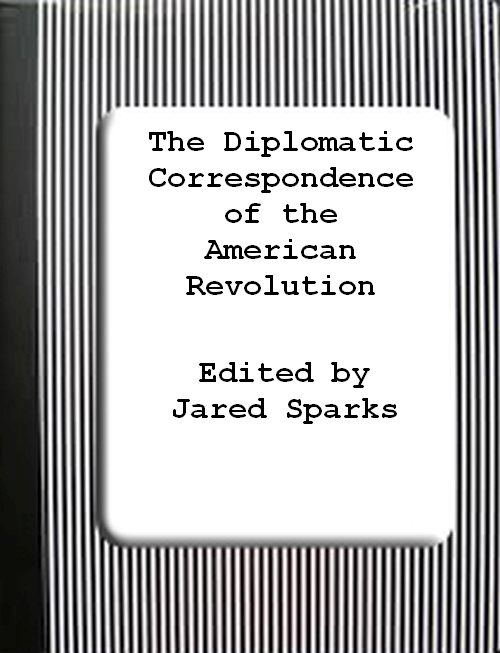 The Diplomatic
Correspondence
of the
American
Revolution
Edited by
Jared Sparks